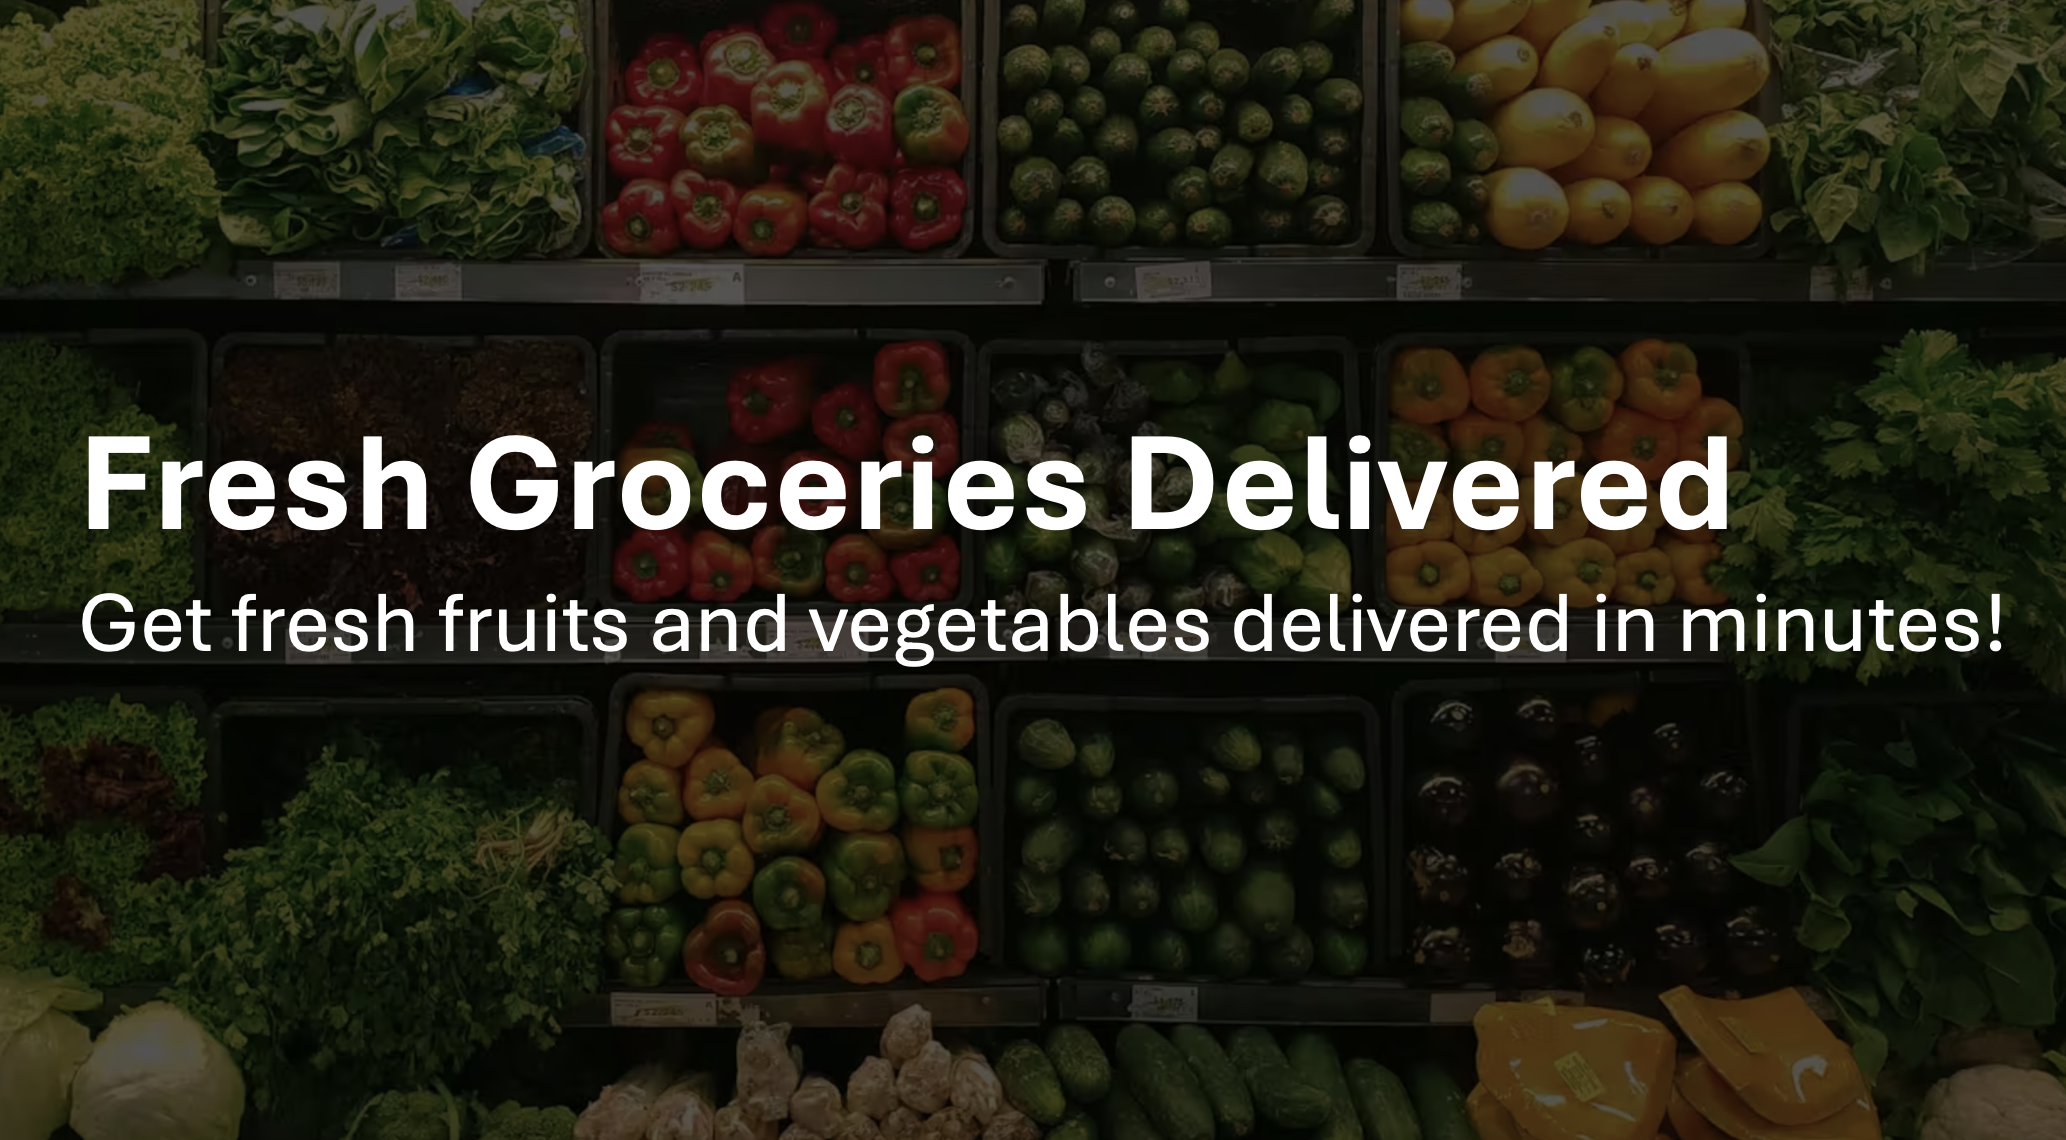 Fresh Groceries Delivered
Get fresh fruits and vegetables delivered in minutes!